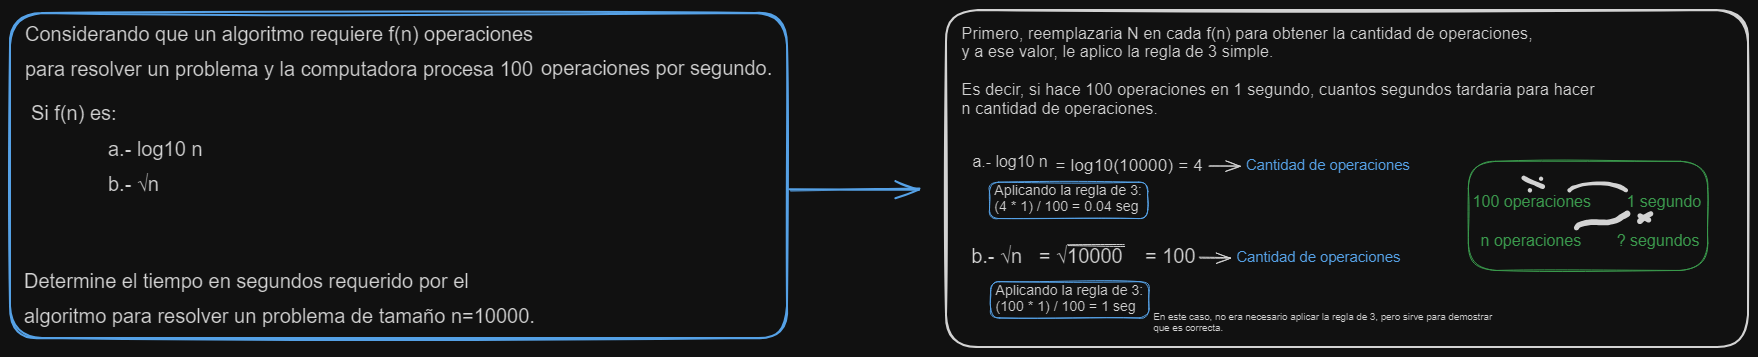 Considerando que un algoritmo requiere f(n) operaciones
para resolver un problema y la computadora procesa 100 operaciones por segundo.
Si f(n) es:
a.- log10 n
b.- √n
Determine el tiempo en segundos requerido por el
algoritmo para resolver un problema de tamaño n=10000.
Primero, reemplazaria N en cada f(n) para obtener la cantidad de operaciones,
y a ese valor, le aplico la regla de 3 simple.
Es decir, si hace 100 operaciones en 1 segundo, cuantos segundos tardaria para hacer
n cantidad de operaciones.
a.- log10 n = log10(10000) = 4 Cantidad de operaciones
Aplicando la regla de 3:
(4 * 1) / 100 = 0.04 seg
b.- √n = √10000 = 100 Cantidad de operaciones
Aplicando la regla de 3:
(100 * 1) / 100 = 1 seg
En este caso, no era necesario aplicar la regla de 3, pero sirve para demostrar
que es correcta.
÷
100 operaciones 1 segundo
×
n operaciones ? segundos